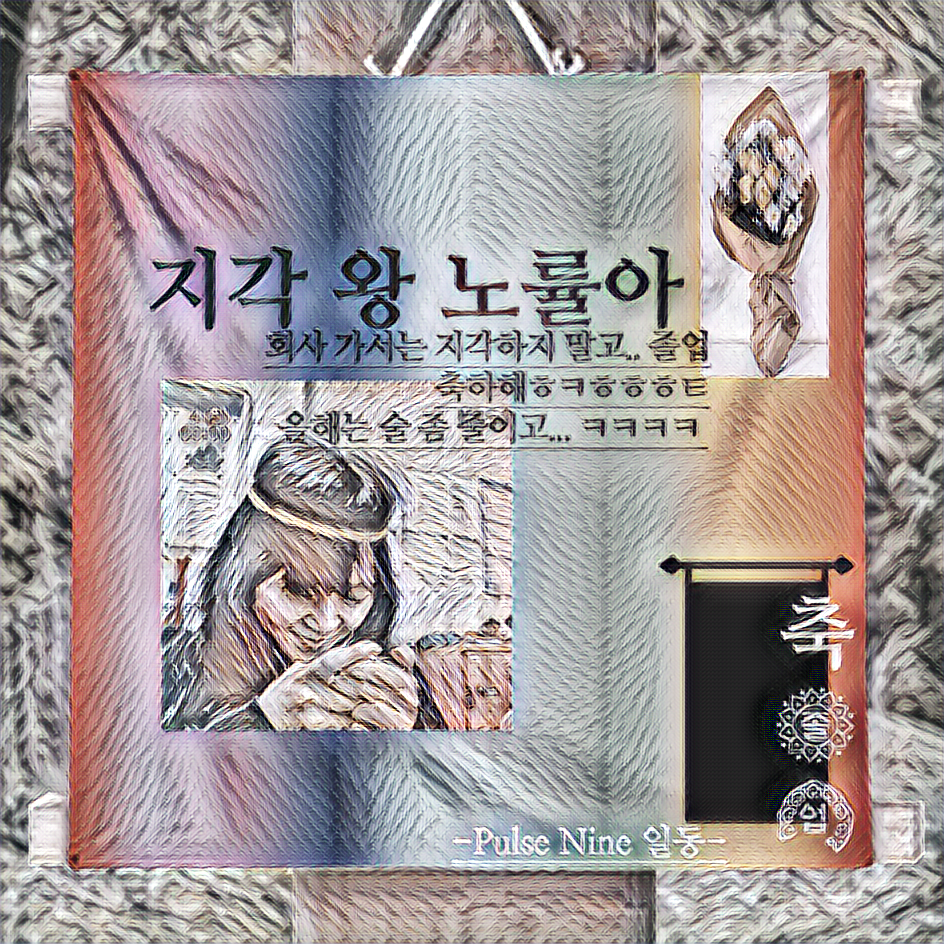 지각 왕 노률아
회사 가서는 지각하지 말고.. 졸업
축하해ㅎㅋㅎㅎㅎㅌ
올해는 술 좀 줄이고... ㅋㅋㅋㅋ
축
졸
업
-Pulse Nine 일동-